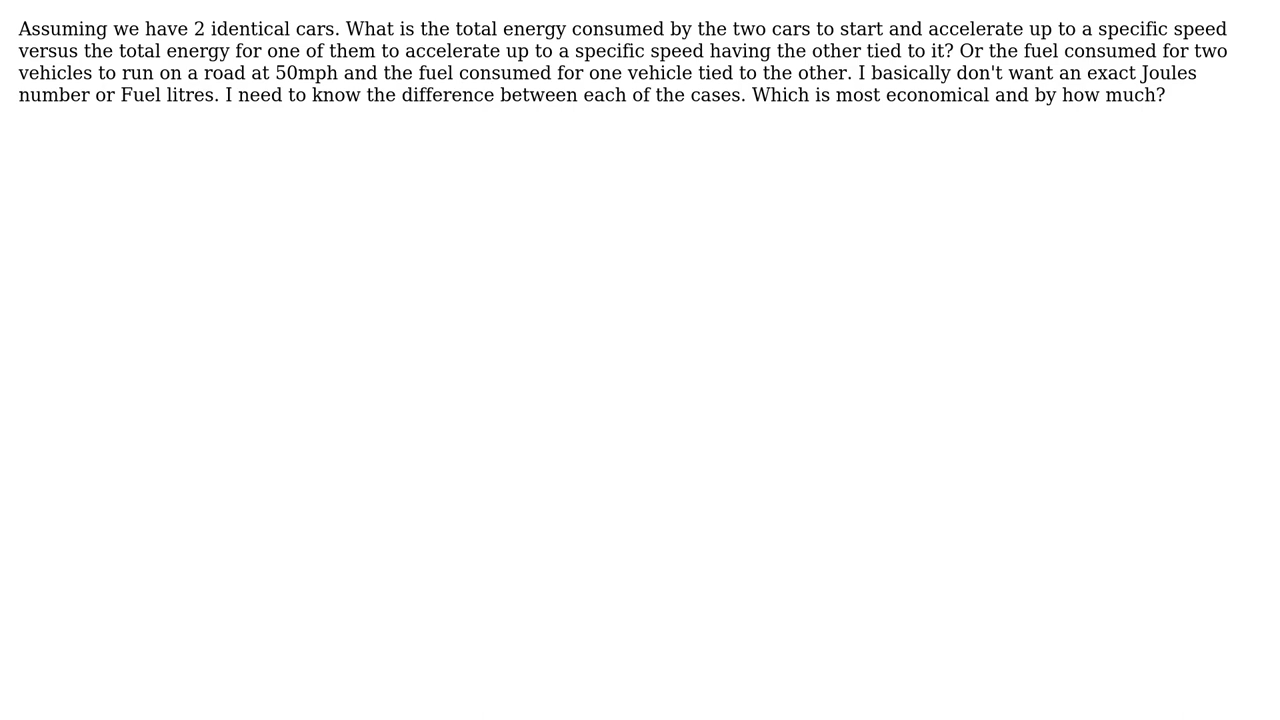 Assuming we have 2 identical cars. What is the total energy consumed by the two cars to start and accelerate up to a specific speed
versus the total energy for one of them to accelerate up to a specific speed having the other tied to it? Or the fuel consumed for two
vehicles to run on a road at 50mph and the fuel consumed for one vehicle tied to the other. I basically don't want an exact Joules
number or Fuel litres. I need to know the difference between each of the cases. Which is most economical and by how much?